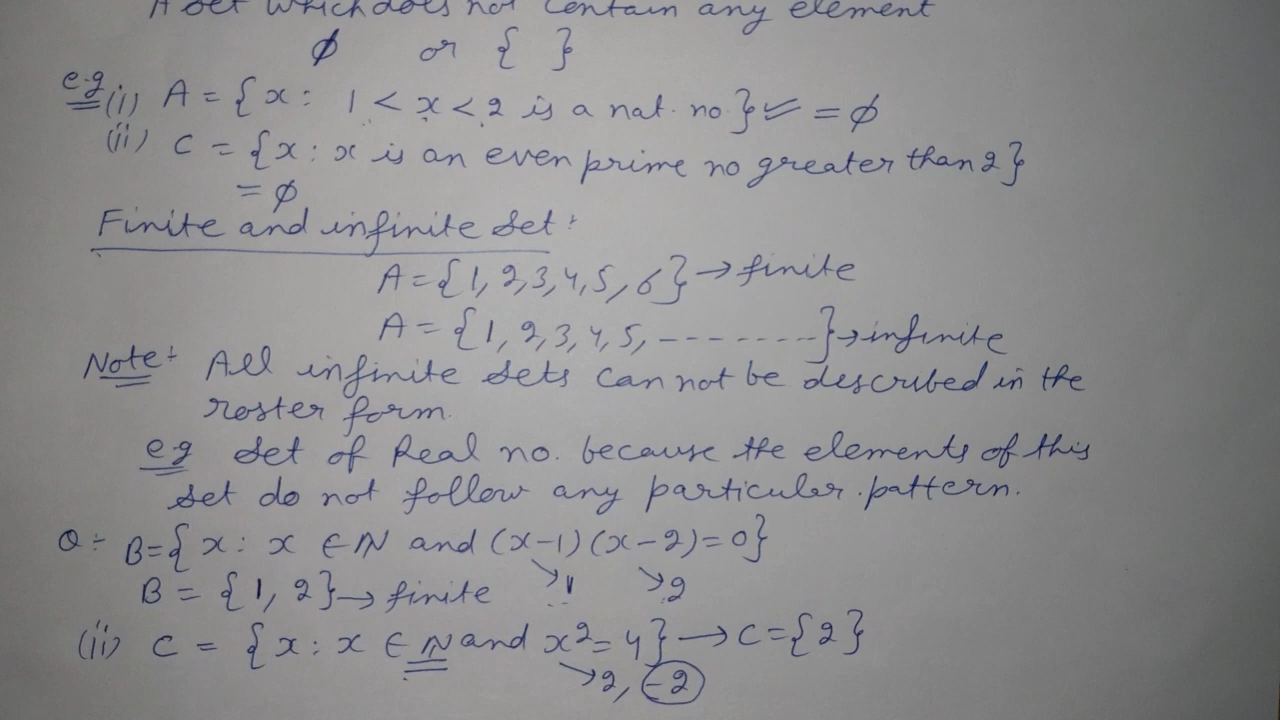 A set which does not contain any element
φ or { }
e.g (i) A = {x : 1 < x < 2 is a nat. no.} = φ
(ii) C = {x : x is an even prime no greater than 2}
= φ
Finite and infinite set :
A = {1, 2, 3, 4, 5, 6} → finite
A = {1, 2, 3, 4, 5, --------} → infinite
Note : All infinite sets can not be described in the
roster form.
e.g set of Real no. because the elements of this
set do not follow any particular pattern.
Q : B = {x : x ∈ N and (x-1)(x-2) = 0}
B = {1, 2} → finite ↘ 1 ↘ 2
(ii) C = {x : x ∈ N and x² = 4} → C = {2}
↘ 2, -2